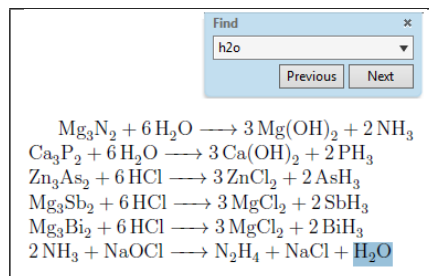 Find ×
h2o
Previous Next
Mg₃N₂ + 6 H₂O ⟶ 3 Mg(OH)₂ + 2 NH₃
Ca₃P₂ + 6 H₂O ⟶ 3 Ca(OH)₂ + 2 PH₃
Zn₃As₂ + 6 HCl ⟶ 3 ZnCl₂ + 2 AsH₃
Mg₃Sb₂ + 6 HCl ⟶ 3 MgCl₂ + 2 SbH₃
Mg₃Bi₂ + 6 HCl ⟶ 3 MgCl₂ + 2 BiH₃
2 NH₃ + NaOCl ⟶ N₂H₄ + NaCl + H₂O